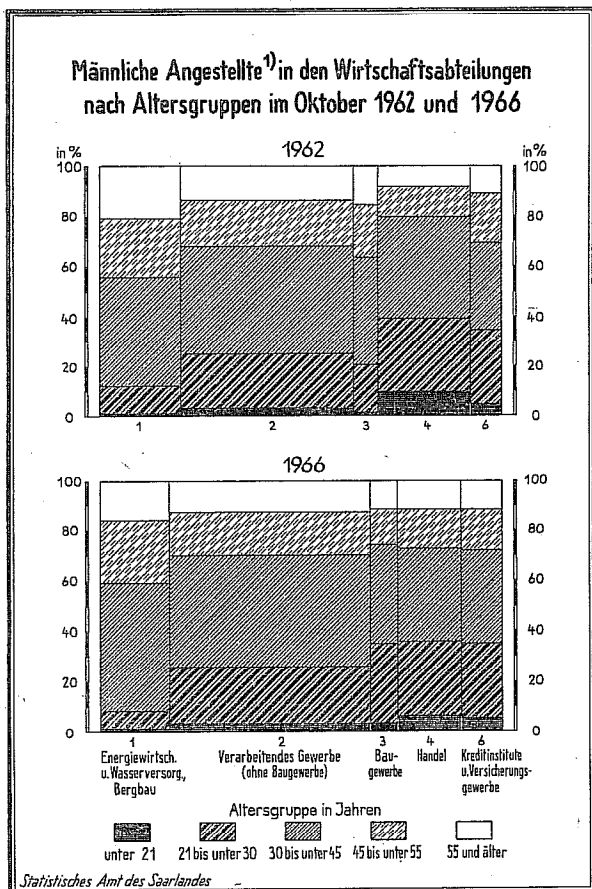 Männliche Angestellte¹⁾ in den Wirtschaftsabteilungen
nach Altersgruppen im Oktober 1962 und 1966
in %
1962
in %
100
100
80
80
60
60
40
40
20
20
0
0
1
2
3
4
6
1966
100
100
80
80
60
60
40
40
20
20
0
0
1
2
3
4
6
Energiewirtsch.
u. Wasserversorg.,
Bergbau
Verarbeitendes Gewerbe
(ohne Baugewerbe)
Bau-
gewerbe
Handel
Kreditinstitute
u. Versicherungs-
gewerbe
Altersgruppe in Jahren
unter 21
21 bis unter 30
30 bis unter 45
45 bis unter 55
55 und älter
Statistisches Amt des Saarlandes